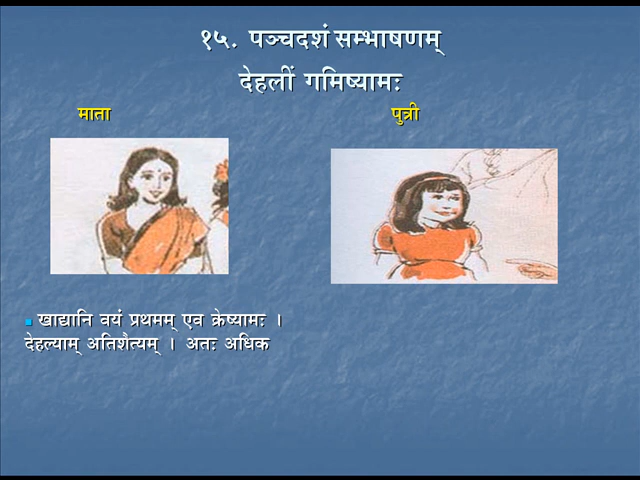 १५. पञ्चदशं सम्भाषणम्
देहलीं गमिष्यामः
माता
पुत्री
खाद्यानि वयं प्रथमम् एव क्रेष्यामः ।
देहल्याम् अतिशैत्यम् । अतः अधिक